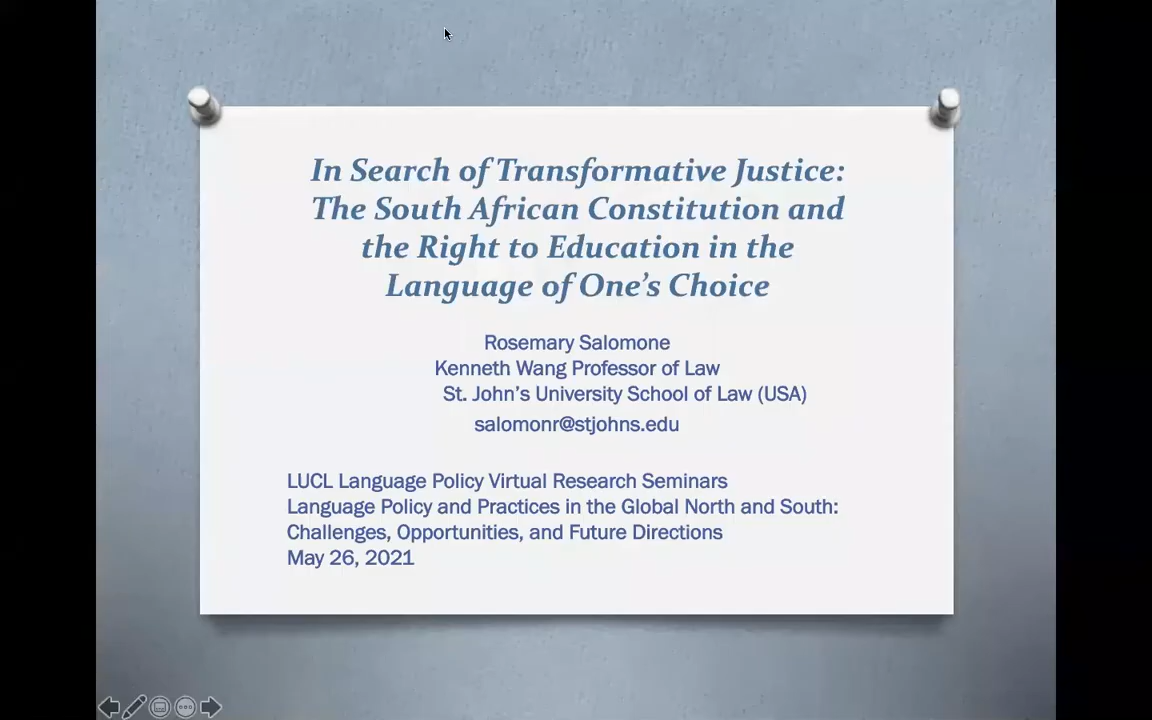 In Search of Transformative Justice:
The South African Constitution and
the Right to Education in the
Language of One’s Choice
Rosemary Salomone
Kenneth Wang Professor of Law
St. John’s University School of Law (USA)
salomonr@stjohns.edu
LUCL Language Policy Virtual Research Seminars
Language Policy and Practices in the Global North and South:
Challenges, Opportunities, and Future Directions
May 26, 2021